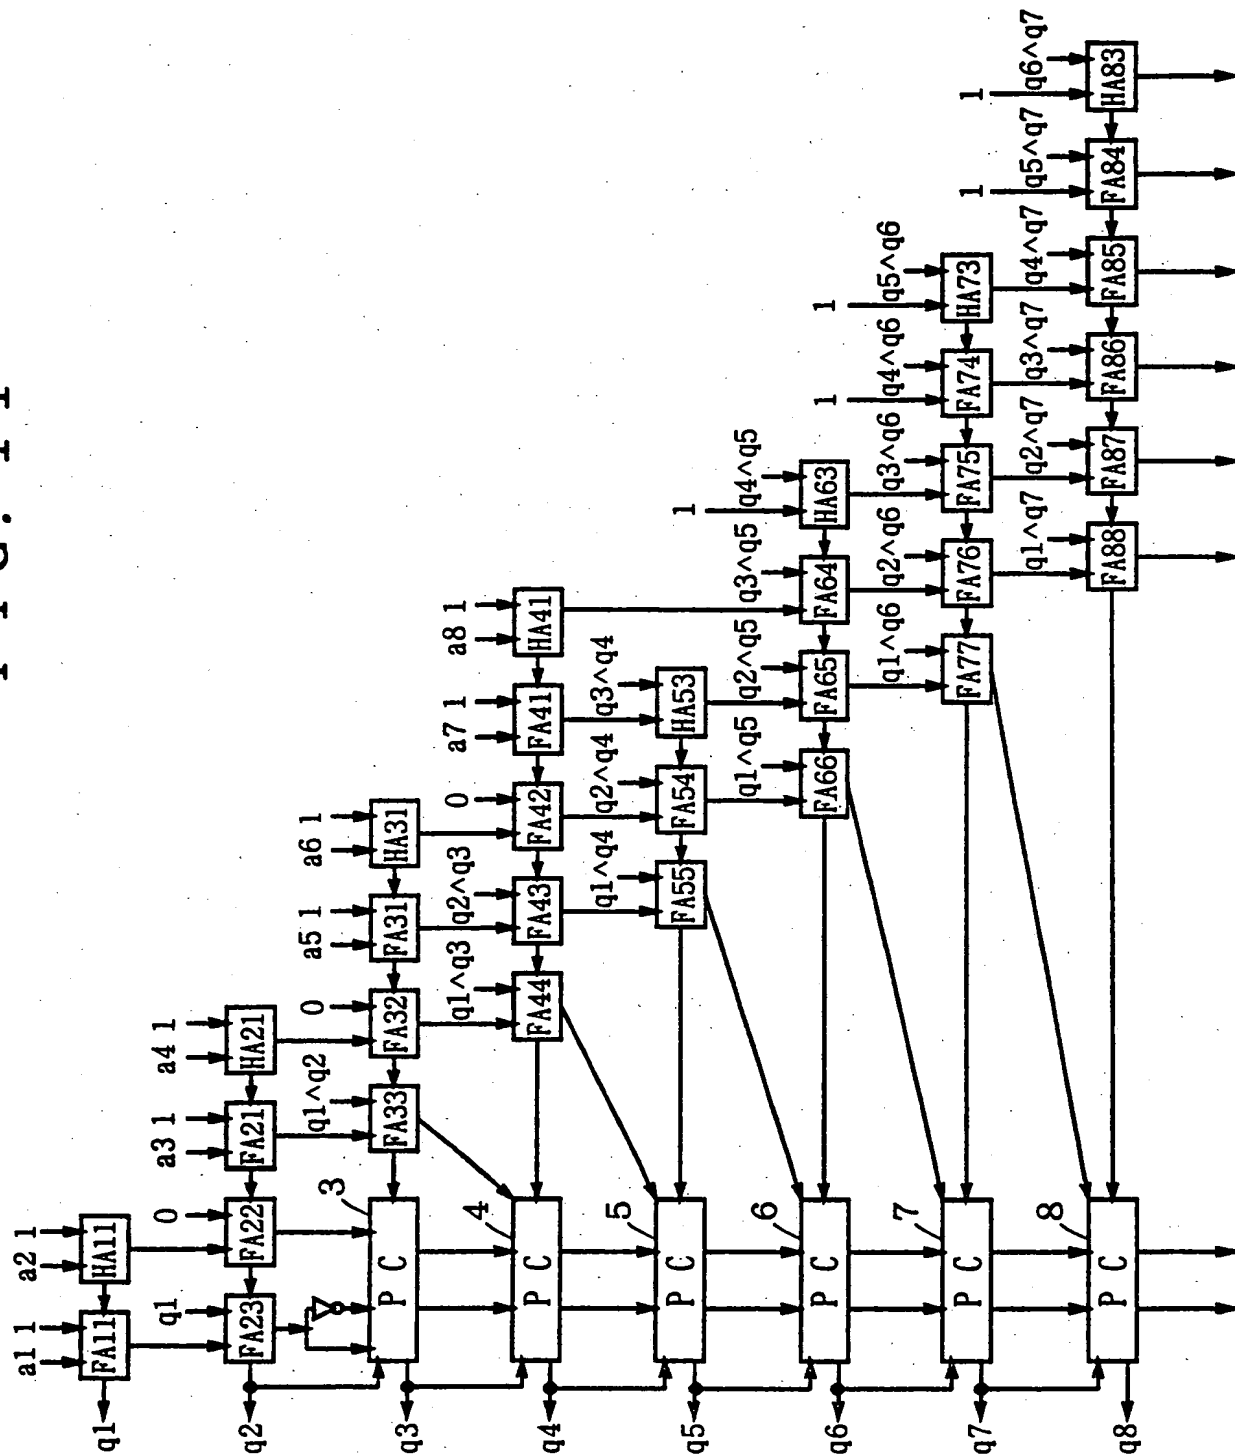 FIG. 11
a1 1
a2 1
FA11
HA11
q1
q1
0
a3 1
a4 1
FA23
FA22
FA21
HA21
q2
q1^q2
0
a5 1
a6 1
3
P C
FA33
FA32
FA31
HA31
q3
q1^q3
q2^q3
0
a7 1
a8 1
4
P C
FA44
FA43
FA42
FA41
HA41
q4
q1^q4
q2^q4
q3^q4
5
P C
FA55
FA54
HA53
q5
q1^q5
q2^q5
q3^q5
1
q4^q5
6
P C
FA66
FA65
FA64
HA63
q6
q1^q6
q2^q6
q3^q6
1
q4^q6
1
q5^q6
7
P C
FA77
FA76
FA75
FA74
HA73
q7
q1^q7
q2^q7
q3^q7
q4^q7
1
q5^q7
1
q6^q7
8
P C
FA88
FA87
FA86
FA85
FA84
HA83
q8